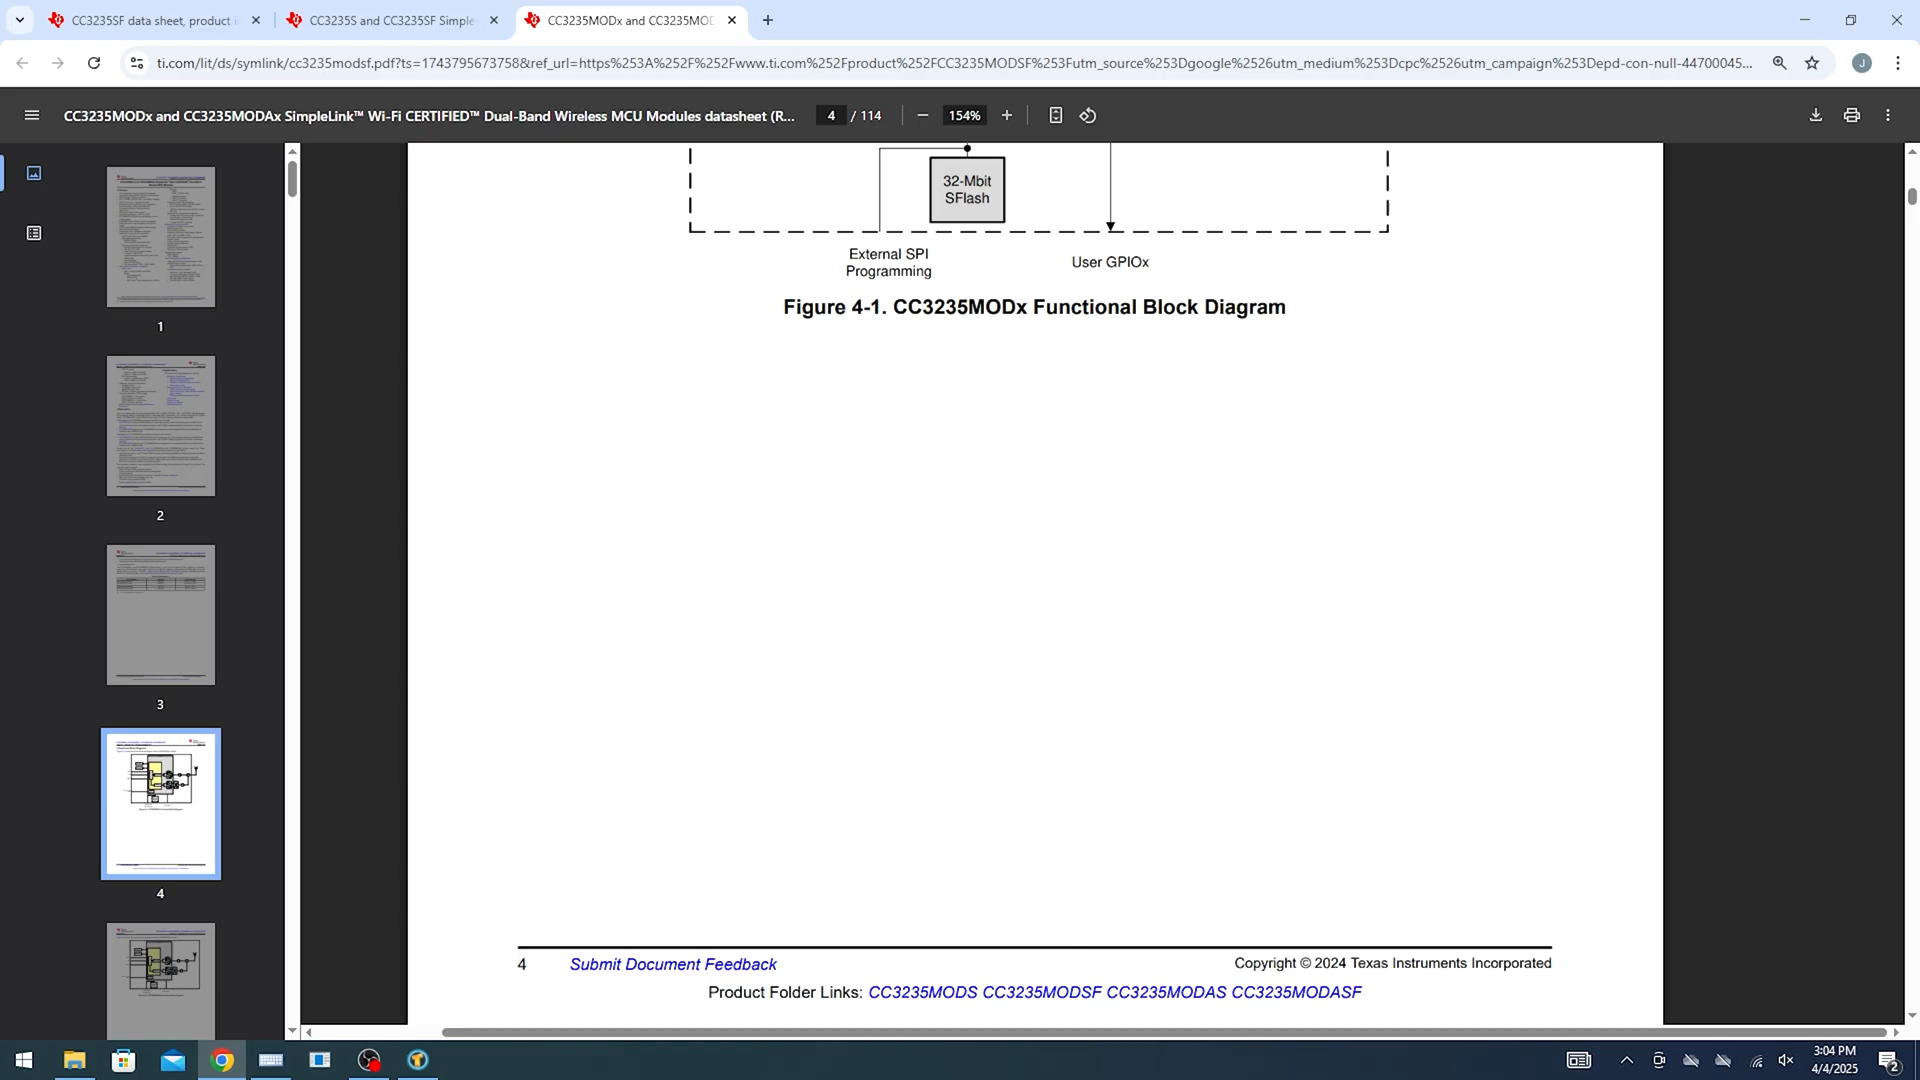 CC3235SF data sheet, product i
CC3235S and CC3235SF Simple
CC3235MODx and CC3235MOD
ti.com/lit/ds/symlink/cc3235modsf.pdf?ts=1743795673758&ref_url=https%253A%252F%252Fwww.ti.com%252Fproduct%252FCC3235MODSF%253Futm_source%253Dgoogle%2526utm_medium%253Dcpc%2526utm_campaign%253Depd-con-null-44700045...
J
CC3235MODx and CC3235MODAx SimpleLink™ Wi-Fi CERTIFIED™ Dual-Band Wireless MCU Modules datasheet (R...
4 / 114
154%
1
2
3
4
32-Mbit
SFlash
External SPI
Programming
User GPIOx
Figure 4-1. CC3235MODx Functional Block Diagram
4 Submit Document Feedback
Copyright © 2024 Texas Instruments Incorporated
Product Folder Links: CC3235MODS CC3235MODSF CC3235MODAS CC3235MODASF
3:04 PM
4/4/2025
2